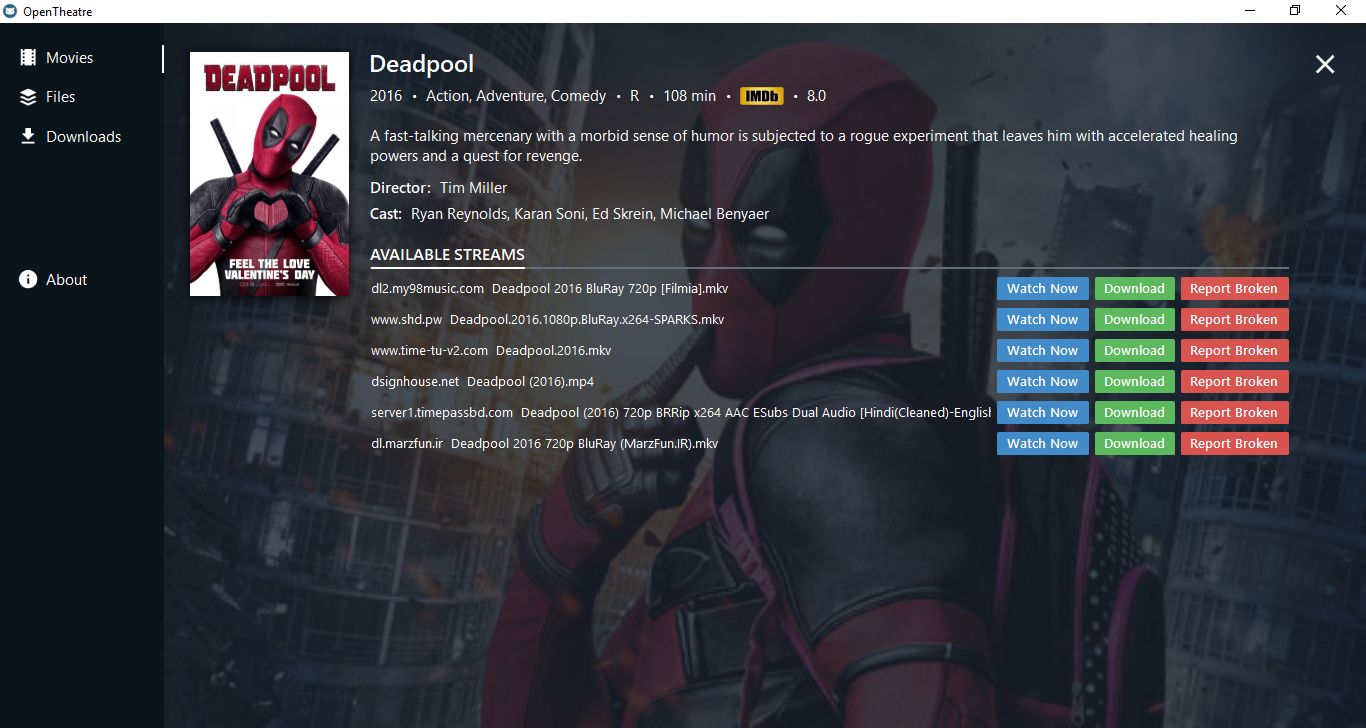 OpenTheatre
Movies
Files
Downloads
About
DEADPOOL
FEEL THE LOVE
VALENTINE'S DAY
Deadpool
2016 • Action, Adventure, Comedy • R • 108 min • IMDb • 8.0
A fast-talking mercenary with a morbid sense of humor is subjected to a rogue experiment that leaves him with accelerated healing
powers and a quest for revenge.
Director: Tim Miller
Cast: Ryan Reynolds, Karan Soni, Ed Skrein, Michael Benyaer
AVAILABLE STREAMS
dl2.my98music.com Deadpool 2016 BluRay 720p [Filmia].mkv Watch Now Download Report Broken
www.shd.pw Deadpool.2016.1080p.BluRay.x264-SPARKS.mkv Watch Now Download Report Broken
www.time-tu-v2.com Deadpool.2016.mkv Watch Now Download Report Broken
dsignhouse.net Deadpool (2016).mp4 Watch Now Download Report Broken
server1.timepassbd.com Deadpool (2016) 720p BRRip x264 AAC ESubs Dual Audio [Hindi(Cleaned)-English Watch Now Download Report Broken
dl.marzfun.ir Deadpool 2016 720p BluRay (MarzFun.IR).mkv Watch Now Download Report Broken